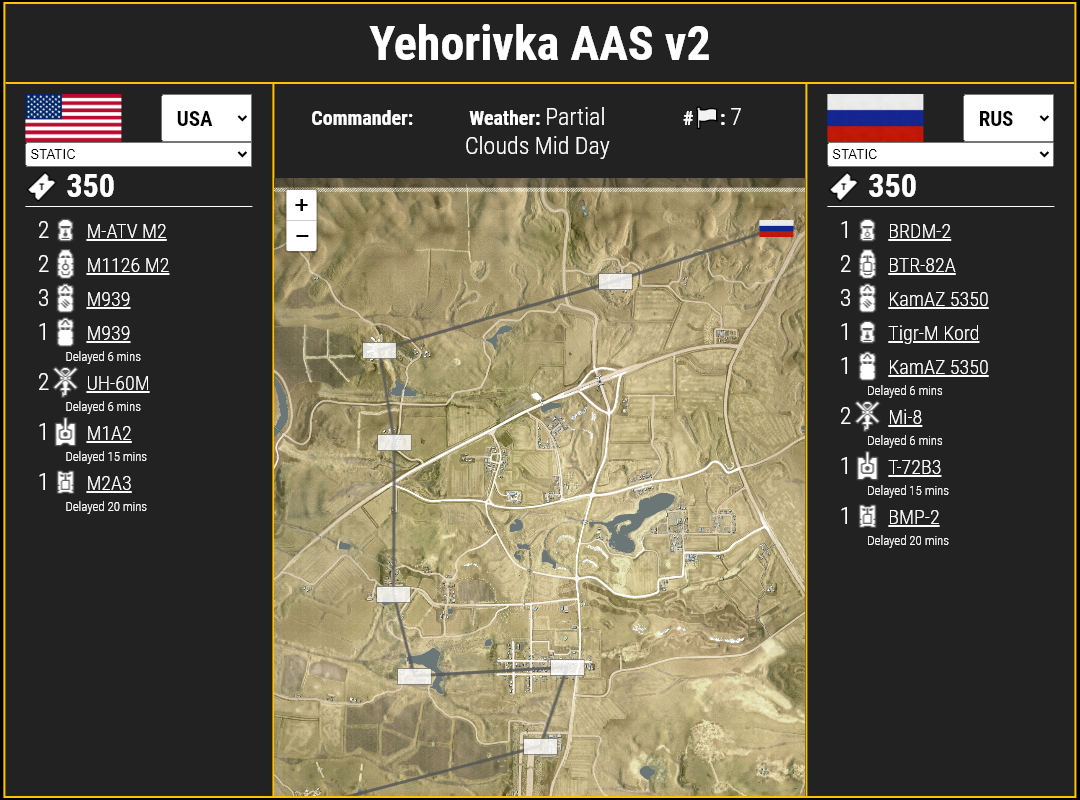 Yehorivka AAS v2
USA
STATIC
350
2 M-ATV M2
2 M1126 M2
3 M939
1 M939
Delayed 6 mins
2 UH-60M
Delayed 6 mins
1 M1A2
Delayed 15 mins
1 M2A3
Delayed 20 mins
Commander:
Weather: Partial
Clouds Mid Day
# : 7
+
−
RUS
STATIC
350
1 BRDM-2
2 BTR-82A
3 KamAZ 5350
1 Tigr-M Kord
1 KamAZ 5350
Delayed 6 mins
2 Mi-8
Delayed 6 mins
1 T-72B3
Delayed 15 mins
1 BMP-2
Delayed 20 mins